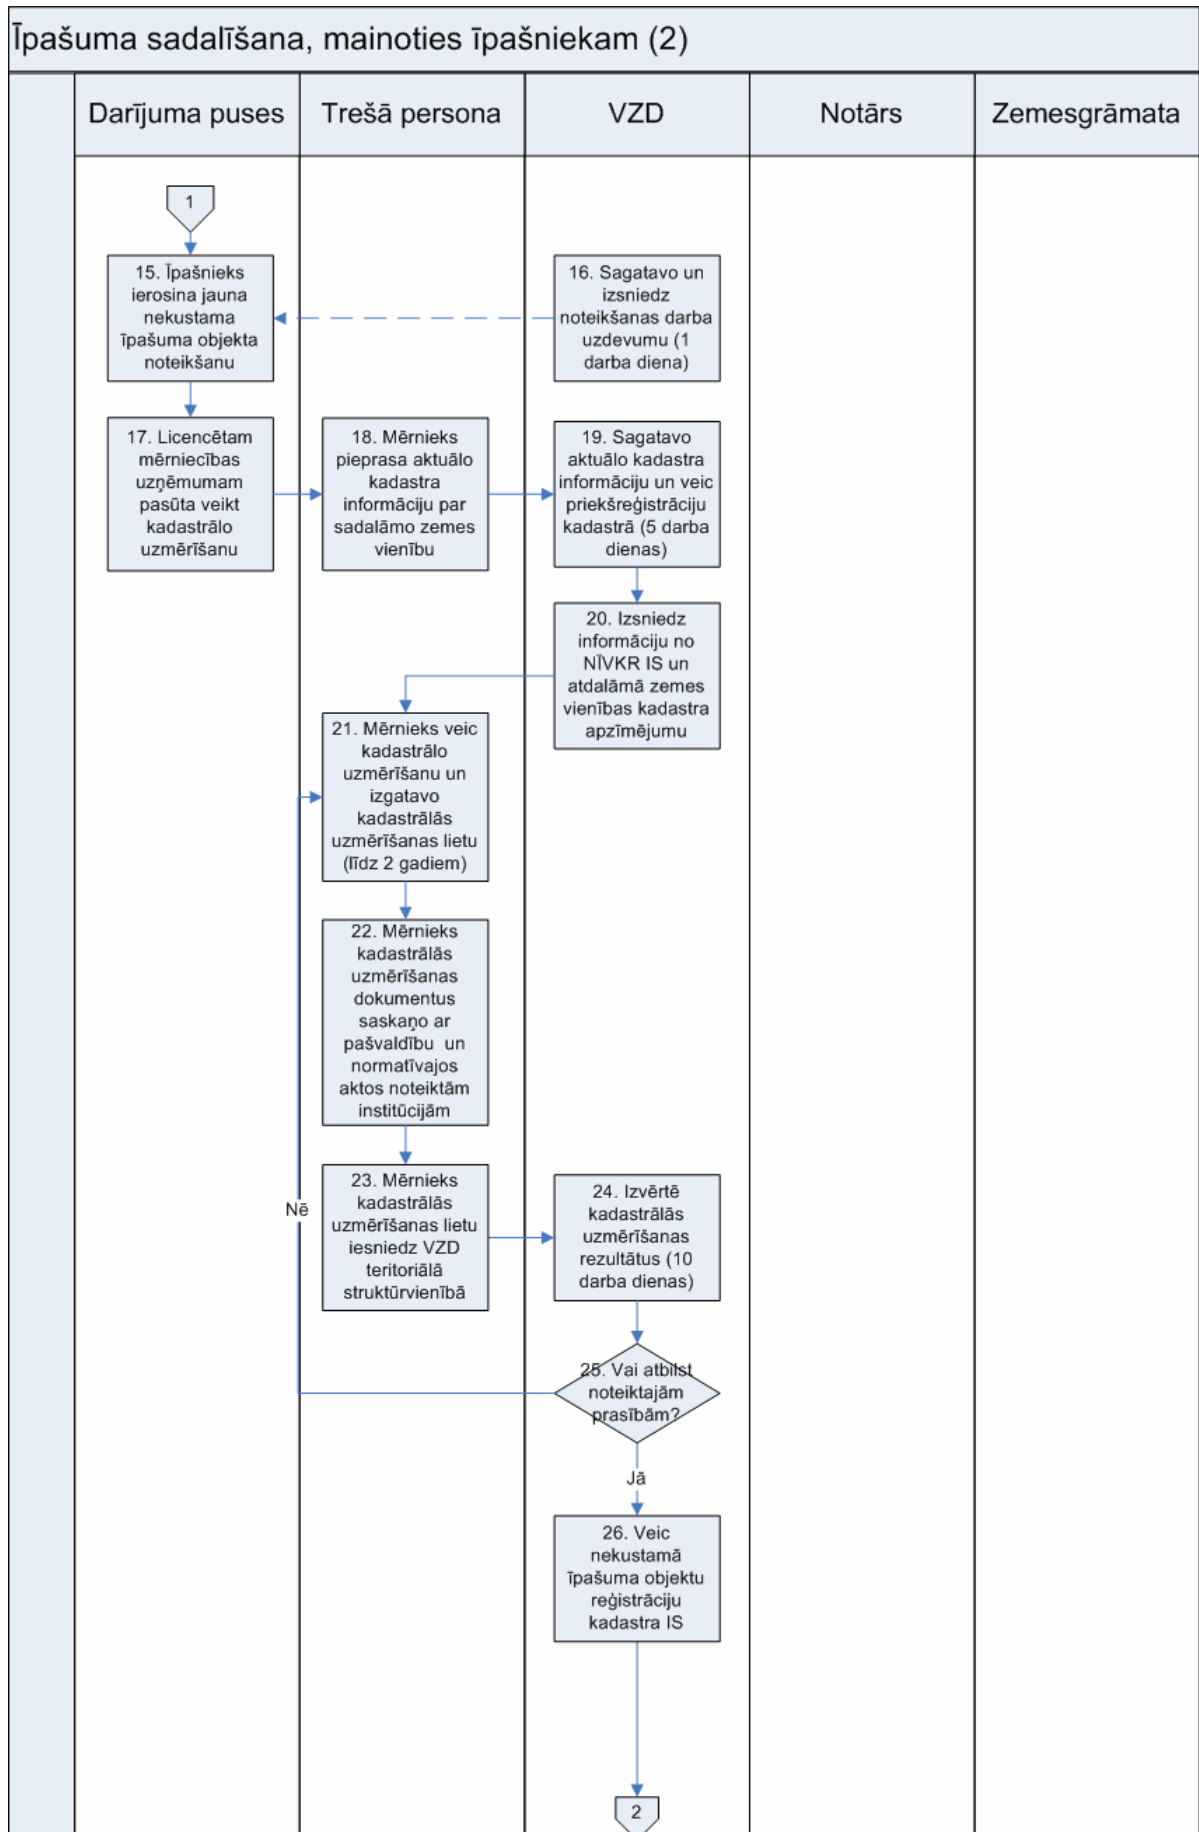 Īpašuma sadalīšana, mainoties īpašniekam (2)
Darījuma puses
Trešā persona
VZD
Notārs
Zemesgrāmata
1
15. Īpašnieks
ierosina jauna
nekustama
īpašuma objekta
noteikšanu
16. Sagatavo un
izsniedz
noteikšanas darba
uzdevumu (1
darba diena)
17. Licencētam
mērniecības
uzņēmumam
pasūta veikt
kadastrālo
uzmērīšanu
18. Mērnieks
pieprasa aktuālo
kadastra
informāciju par
sadalāmo zemes
vienību
19. Sagatavo
aktuālo kadastra
informāciju un veic
priekšreģistrāciju
kadastrā (5 darba
dienas)
20. Izsniedz
informāciju no
NĪVKR IS un
atdalāmā zemes
vienības kadastra
apzīmējumu
21. Mērnieks veic
kadastrālo
uzmērīšanu un
izgatavo
kadastrālās
uzmērīšanas lietu
(līdz 2 gadiem)
22. Mērnieks
kadastrālās
uzmērīšanas
dokumentus
saskaņo ar
pašvaldību un
normatīvajos
aktos noteiktām
institūcijām
23. Mērnieks
kadastrālās
uzmērīšanas lietu
iesniedz VZD
teritoriālā
struktūrvienībā
Nē
24. Izvērtē
kadastrālās
uzmērīšanas
rezultātus (10
darba dienas)
25. Vai atbilst
noteiktajām
prasībām?
Jā
26. Veic
nekustamā
īpašuma objektu
reģistrāciju
kadastra IS
2